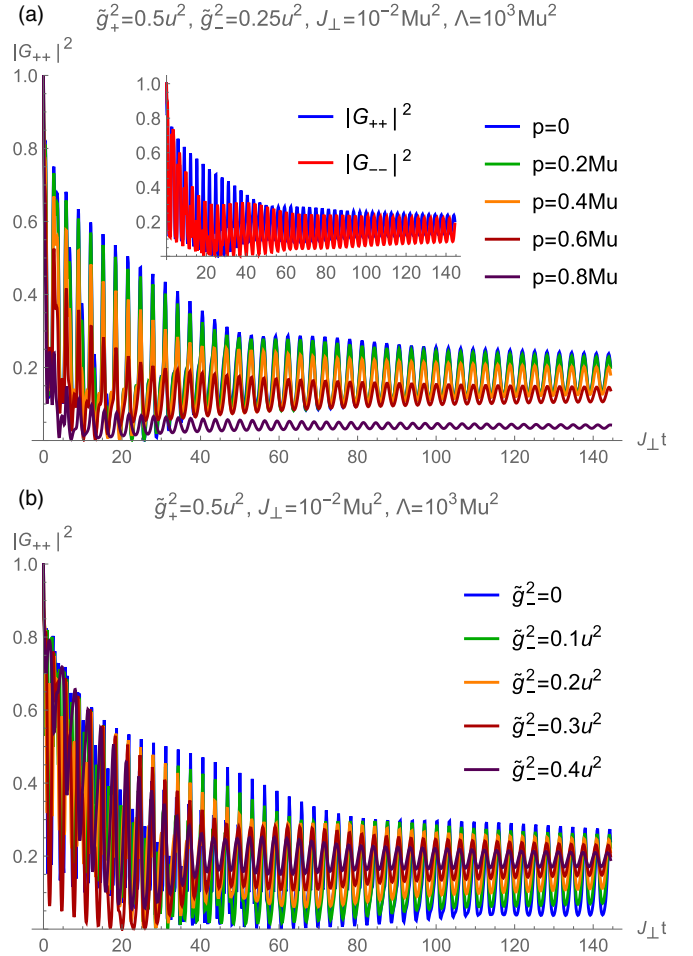 (a)
g̃₊²=0.5u², g̃₋²=0.25u², J⊥=10⁻²Mu², Λ=10³Mu²
|G₊₊|²
1.0
0.8
0.6
0.4
0.2
0 20 40 60 80 100 120 140
J⊥t
1.0
0.8
0.6
0.4
0.2
20 40 60 80 100 120 140
|G₊₊|²
|G₋₋|²
p=0
p=0.2Mu
p=0.4Mu
p=0.6Mu
p=0.8Mu
(b)
g̃₊²=0.5u², J⊥=10⁻²Mu², Λ=10³Mu²
|G₊₊|²
1.0
0.8
0.6
0.4
0.2
0 20 40 60 80 100 120 140
J⊥t
g̃₋²=0
g̃₋²=0.1u²
g̃₋²=0.2u²
g̃₋²=0.3u²
g̃₋²=0.4u²